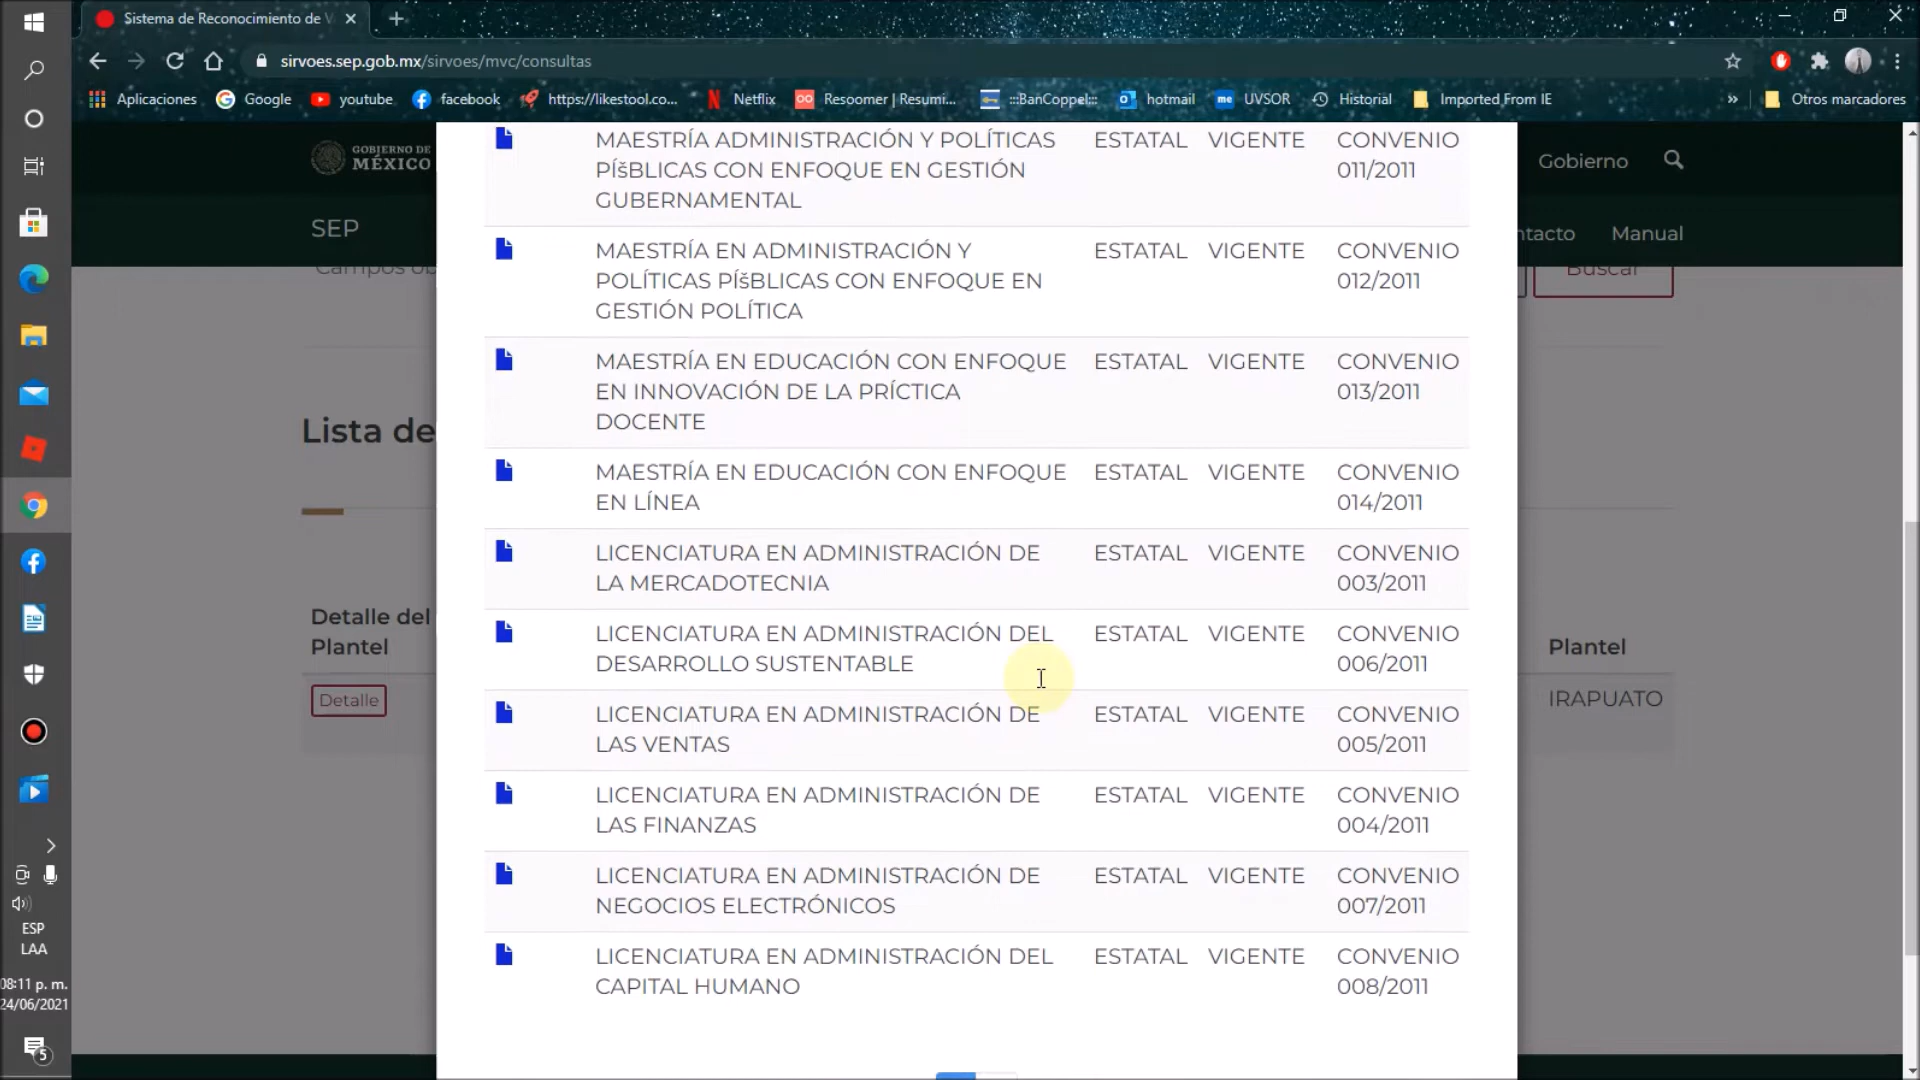 Sistema de Reconocimiento de V
sirvoes.sep.gob.mx/sirvoes/mvc/consultas
Aplicaciones Google youtube facebook https://likestool.co... Netflix Resoomer | Resumi... :::BanCoppel::: hotmail UVSOR Historial Imported From IE » Otros marcadores
GOBIERNO DE
MÉXICO
Gobierno
SEP
ntacto Manual
Campos ob
Buscar
Lista de
Detalle del
Plantel
Detalle
Plantel
IRAPUATO
MAESTRÍA ADMINISTRACIÓN Y POLÍTICAS ESTATAL VIGENTE CONVENIO
PÍšBLICAS CON ENFOQUE EN GESTIÓN 011/2011
GUBERNAMENTAL
MAESTRÍA EN ADMINISTRACIÓN Y ESTATAL VIGENTE CONVENIO
POLÍTICAS PÍšBLICAS CON ENFOQUE EN 012/2011
GESTIÓN POLÍTICA
MAESTRÍA EN EDUCACIÓN CON ENFOQUE ESTATAL VIGENTE CONVENIO
EN INNOVACIÓN DE LA PRÍCTICA 013/2011
DOCENTE
MAESTRÍA EN EDUCACIÓN CON ENFOQUE ESTATAL VIGENTE CONVENIO
EN LÍNEA 014/2011
LICENCIATURA EN ADMINISTRACIÓN DE ESTATAL VIGENTE CONVENIO
LA MERCADOTECNIA 003/2011
LICENCIATURA EN ADMINISTRACIÓN DEL ESTATAL VIGENTE CONVENIO
DESARROLLO SUSTENTABLE 006/2011
LICENCIATURA EN ADMINISTRACIÓN DE ESTATAL VIGENTE CONVENIO
LAS VENTAS 005/2011
LICENCIATURA EN ADMINISTRACIÓN DE ESTATAL VIGENTE CONVENIO
LAS FINANZAS 004/2011
LICENCIATURA EN ADMINISTRACIÓN DE ESTATAL VIGENTE CONVENIO
NEGOCIOS ELECTRÓNICOS 007/2011
LICENCIATURA EN ADMINISTRACIÓN DEL ESTATAL VIGENTE CONVENIO
CAPITAL HUMANO 008/2011
ESP
LAA
08:11 p. m.
24/06/2021
5